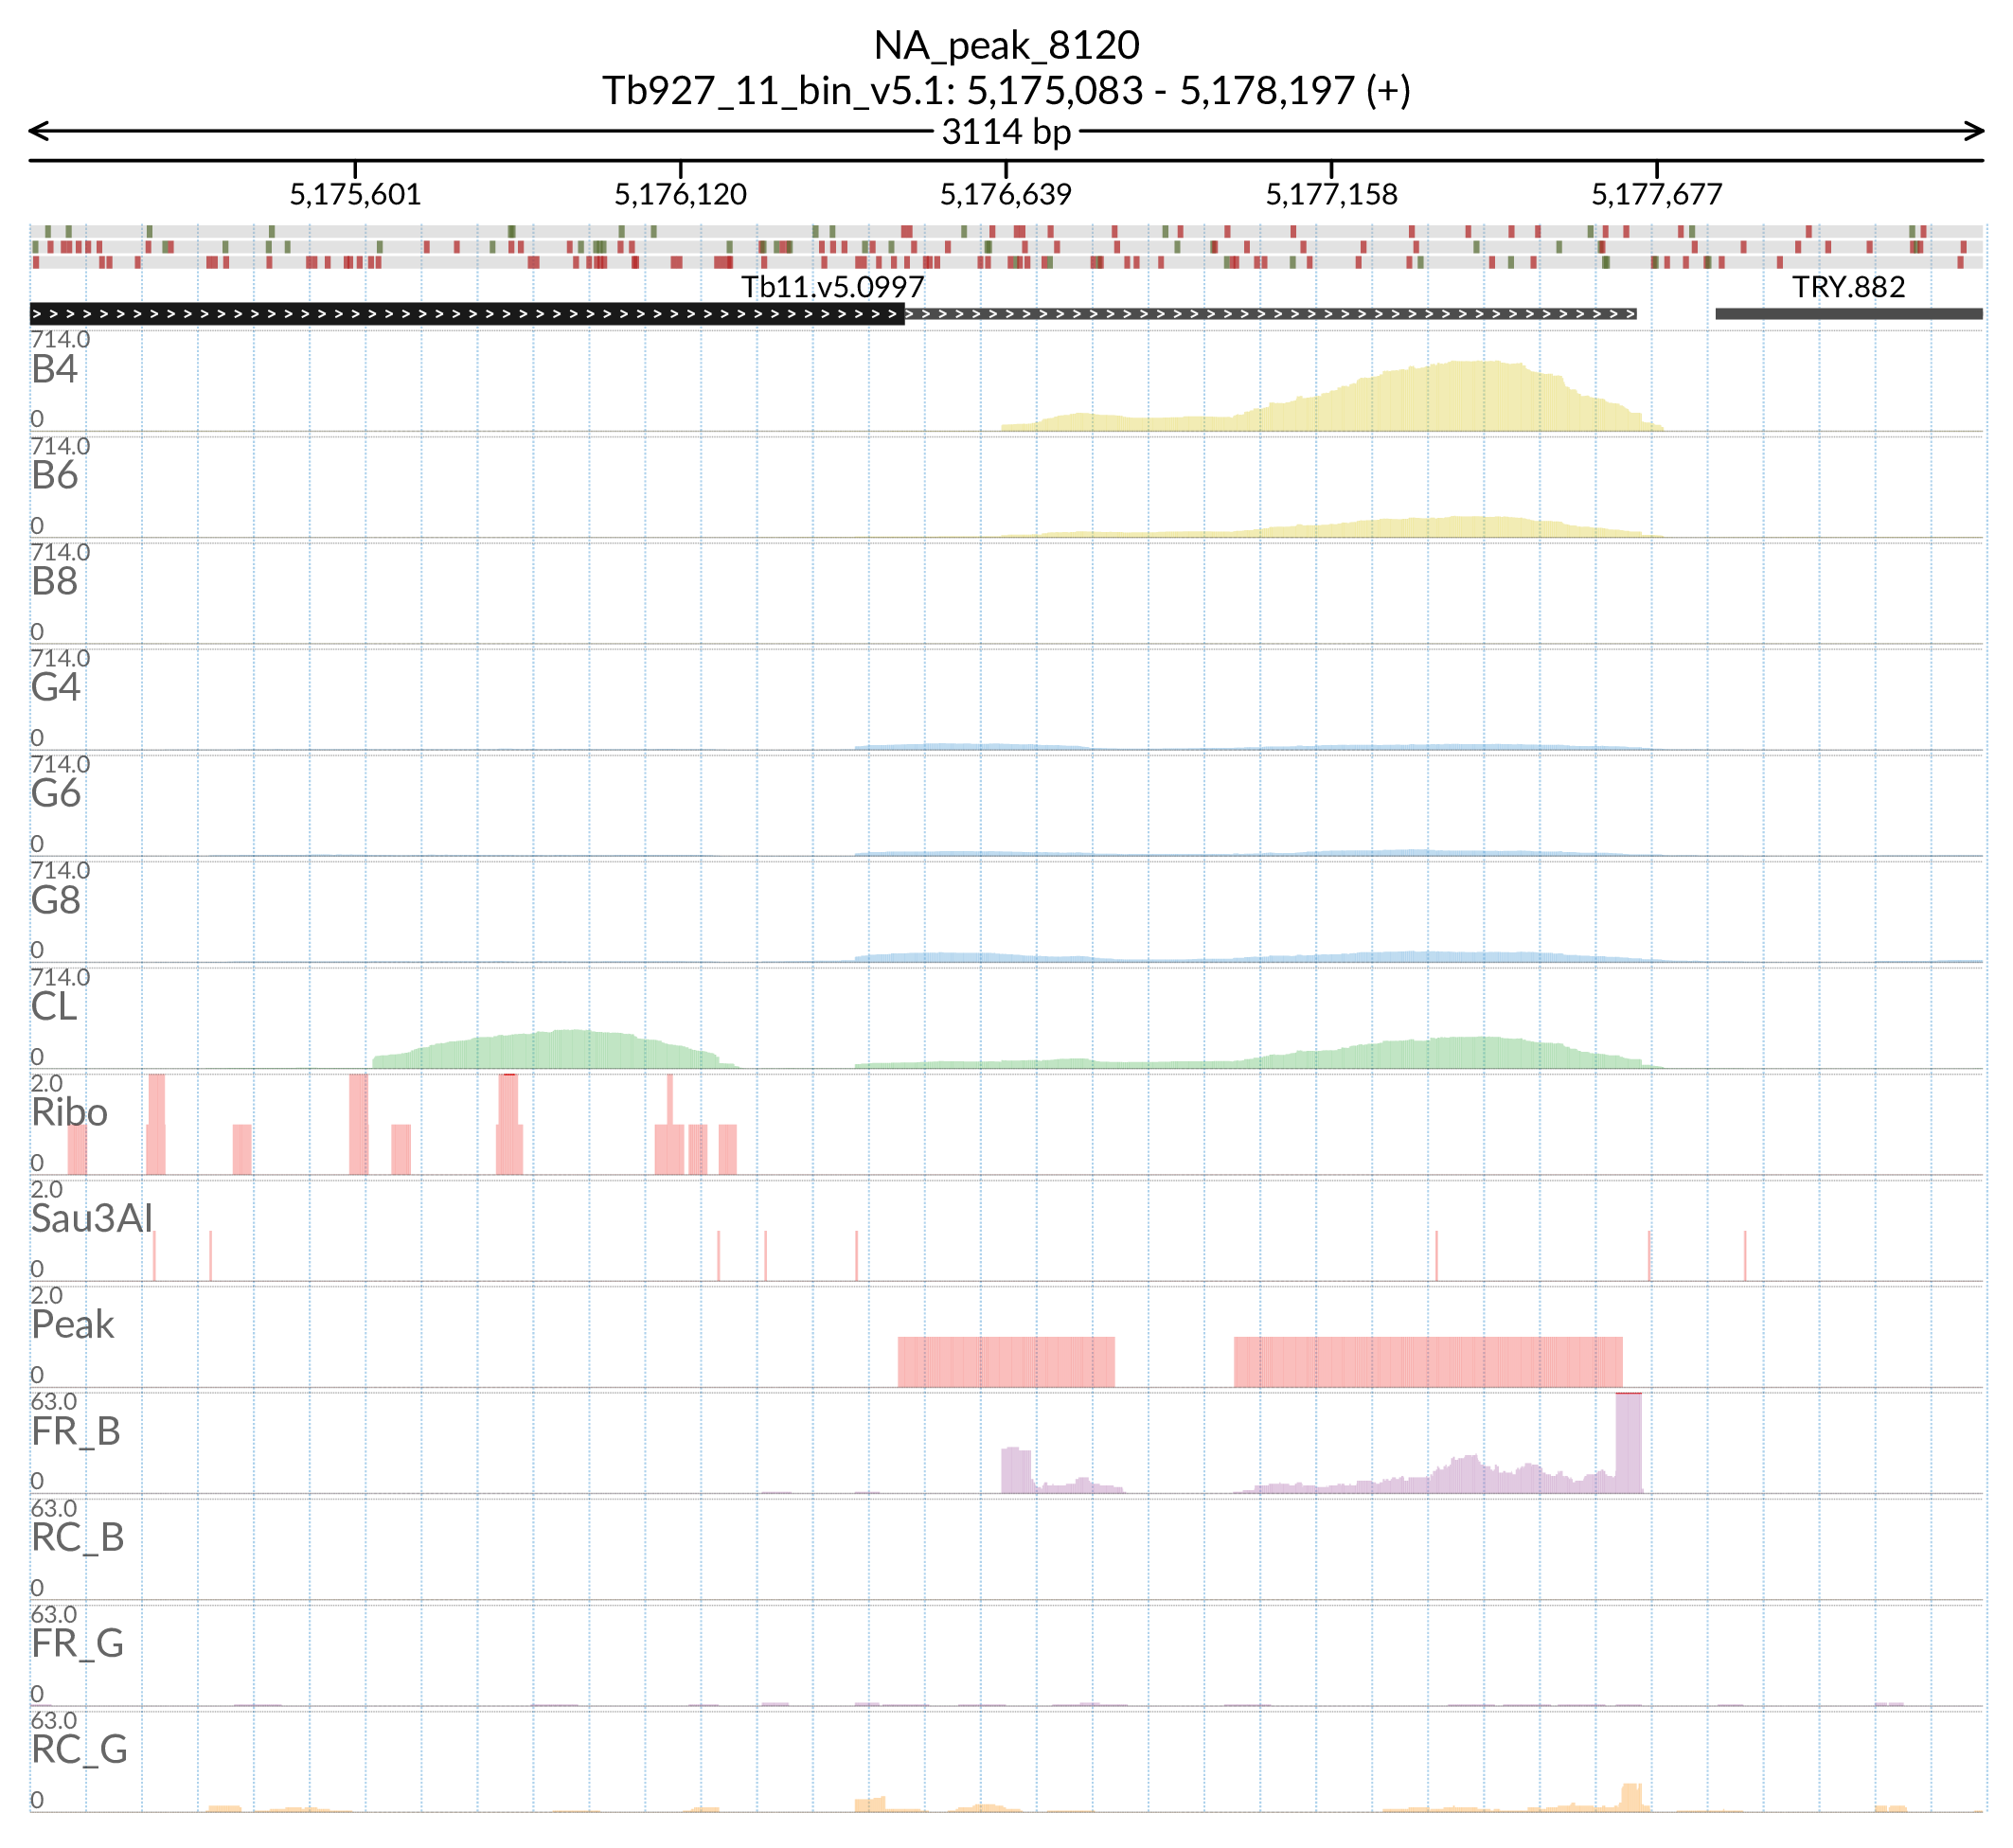 NA_peak_8120
Tb927_11_bin_v5.1: 5,175,083 - 5,178,197 (+)
3114 bp
5,175,601 5,176,120 5,176,639 5,177,158 5,177,677
Tb11.v5.0997 TRY.882
714.0
B4
0
714.0
B6
0
714.0
B8
0
714.0
G4
0
714.0
G6
0
714.0
G8
0
714.0
CL
0
2.0
Ribo
0
2.0
Sau3AI
0
2.0
Peak
0
63.0
FR_B
0
63.0
RC_B
0
63.0
FR_G
0
63.0
RC_G
0